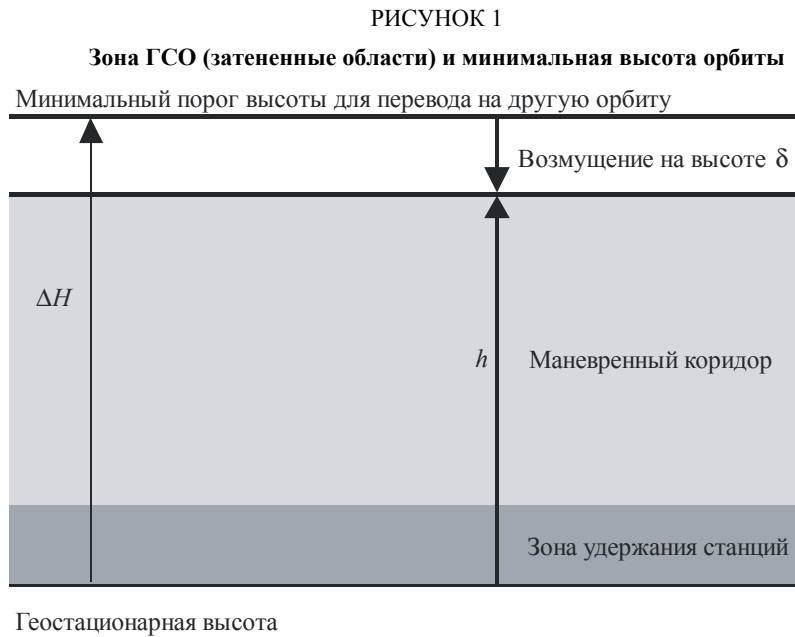 РИСУНОК 1
Зона ГСО (затененные области) и минимальная высота орбиты
Минимальный порог высоты для перевода на другую орбиту
Возмущение на высоте δ
ΔH
h
Маневренный коридор
Зона удержания станций
Геостационарная высота